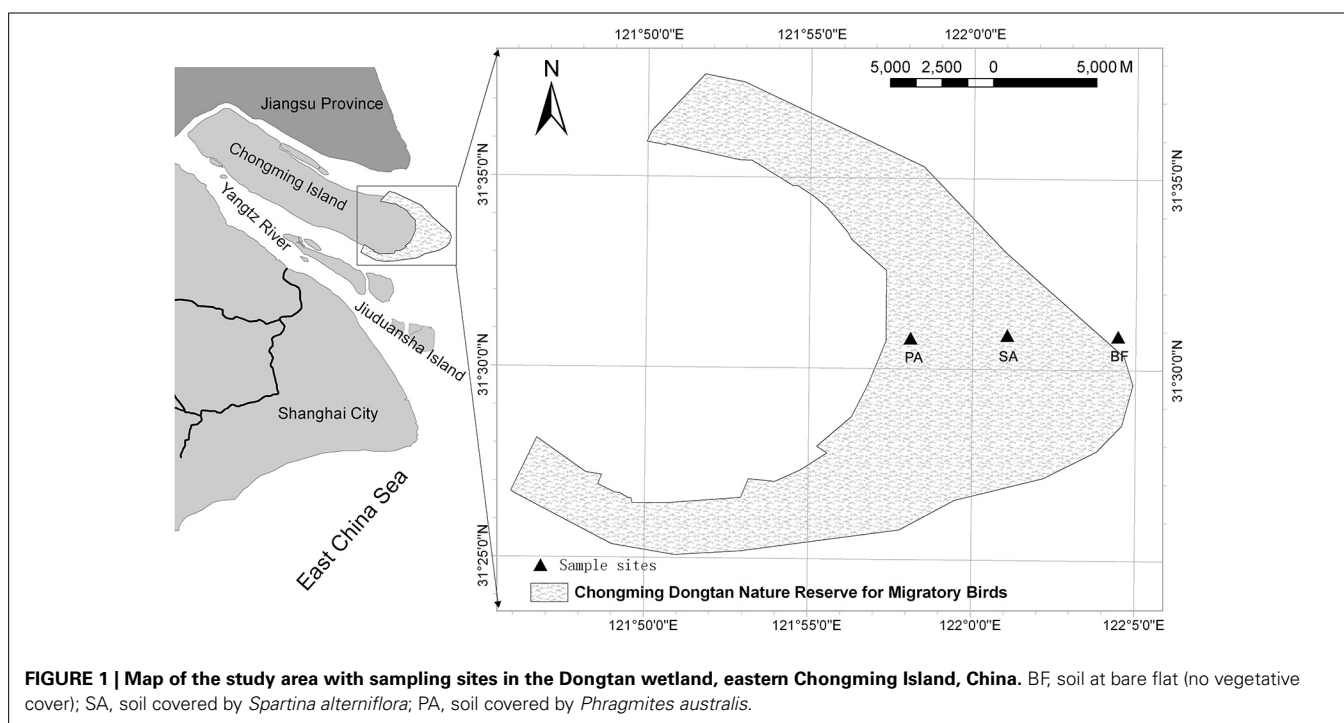 Jiangsu Province
Chongming Island
Yangtz River
Jiuduansha Island
Shanghai City
East China Sea
121°50'0"E 121°55'0"E 122°0'0"E
N
5,000 2,500 0 5,000 M
31°35'0"N 31°35'0"N
PA SA BF
31°30'0"N 31°30'0"N
31°25'0"N
Sample sites
Chongming Dongtan Nature Reserve for Migratory Birds
121°50'0"E 121°55'0"E 122°0'0"E 122°5'0"E
FIGURE 1 | Map of the study area with sampling sites in the Dongtan wetland, eastern Chongming Island, China. BF, soil at bare flat (no vegetative
cover); SA, soil covered by Spartina alterniflora; PA, soil covered by Phragmites australis.